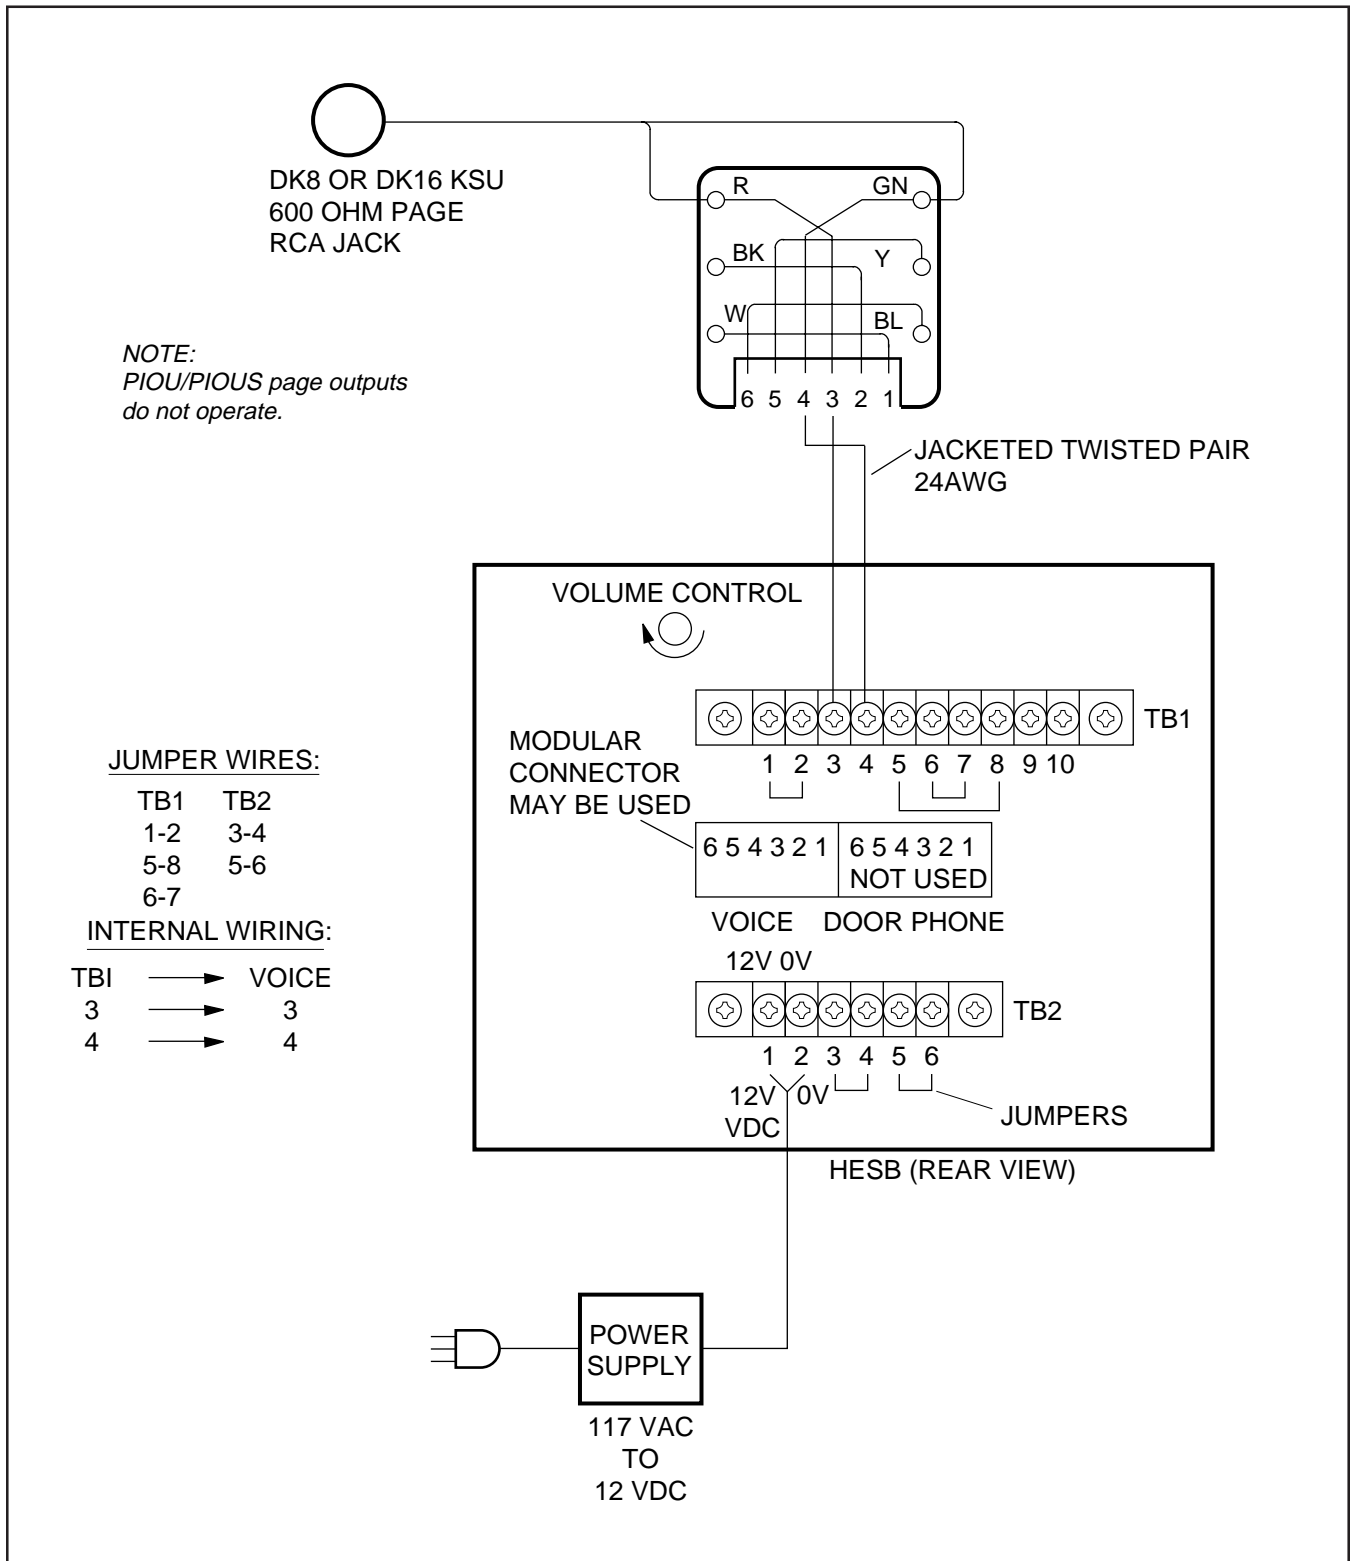 DK8 OR DK16 KSU
600 OHM PAGE
RCA JACK
R GN
BK Y
W BL
6 5 4 3 2 1
NOTE:
PIOU/PIOUS page outputs
do not operate.
JACKETED TWISTED PAIR
24AWG
VOLUME CONTROL
TB1
1 2 3 4 5 6 7 8 9 10
MODULAR
CONNECTOR
MAY BE USED
6 5 4 3 2 1 6 5 4 3 2 1
NOT USED
VOICE DOOR PHONE
12V 0V
TB2
1 2 3 4 5 6
12V 0V
VDC
JUMPERS
HESB (REAR VIEW)
JUMPER WIRES:
TB1 TB2
1-2 3-4
5-8 5-6
6-7
INTERNAL WIRING:
TBI VOICE
3 3
4 4
POWER
SUPPLY
117 VAC
TO
12 VDC